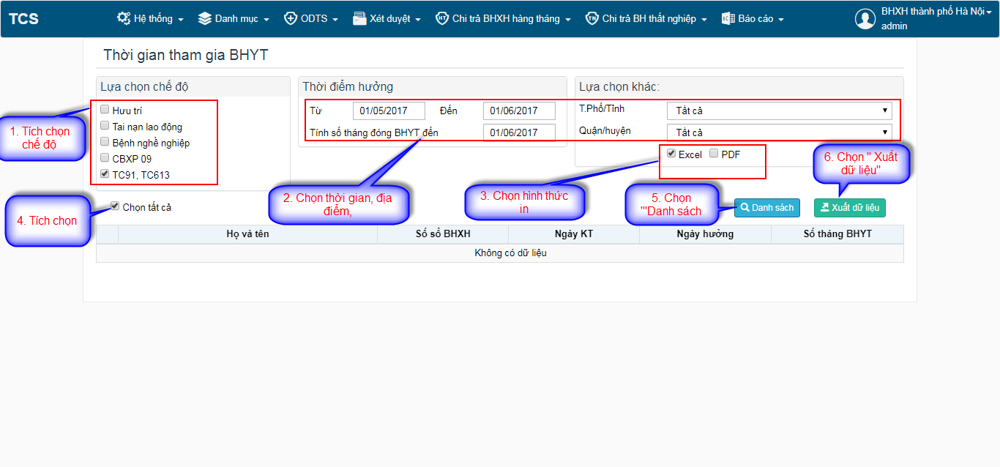 TCS
Hệ thống
Danh mục
ODTS
Xét duyệt
HT
Chi trả BHXH hàng tháng
TN
Chi trả BH thất nghiệp
BC
Báo cáo
BHXH thành phố Hà Nội
admin
Thời gian tham gia BHYT
Lựa chọn chế độ
Hưu trí
Tai nạn lao động
Bệnh nghề nghiệp
CBXP 09
TC91, TC613
Thời điểm hưởng
Từ 01/05/2017 Đến 01/06/2017
Tính số tháng đóng BHYT đến 01/06/2017
Lựa chọn khác:
T.Phố/Tỉnh Tất cả
Quận/huyện Tất cả
Excel PDF
1. Tích chọn
chế độ
2. Chọn thời gian, địa
điểm,
3. Chọn hình thức
in
4. Tích chọn
5. Chọn
'"Danh sách
6. Chọn " Xuất
dữ liệu"
Chọn tất cả
Danh sách
Xuất dữ liệu
Họ và tên Số sổ BHXH Ngày KT Ngày hưởng Số tháng BHYT
Không có dữ liệu